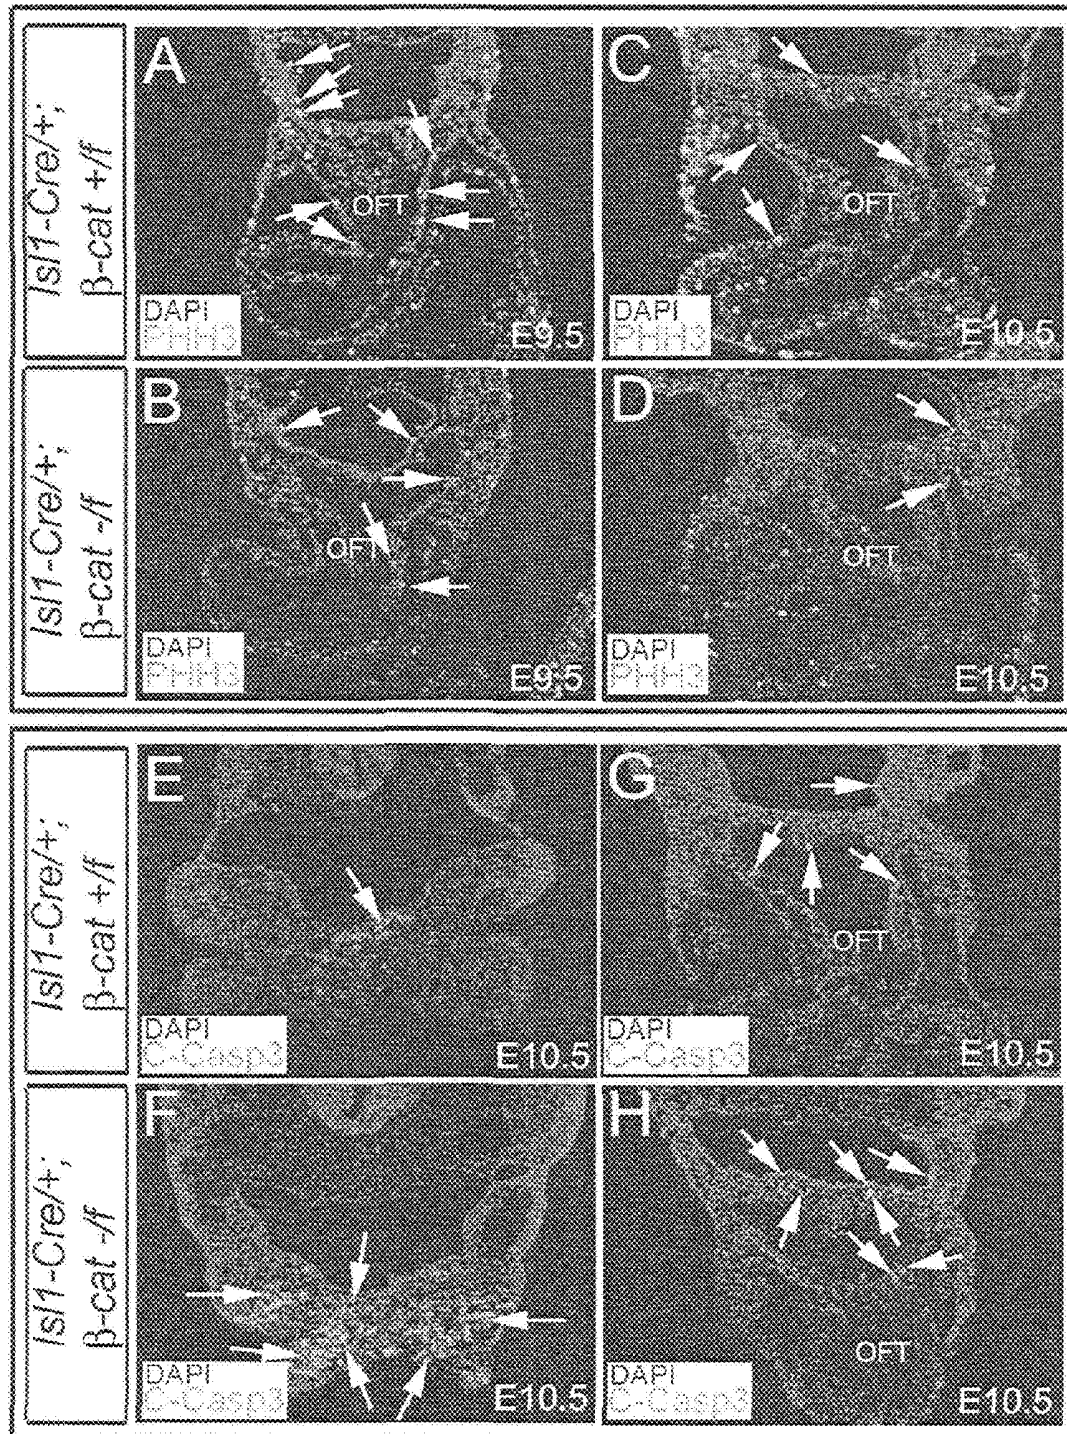 Isl1-Cre/+;
β-cat +/f
A
OFT
DAPI
PHH3
E9.5
C
OFT
DAPI
PHH3
E10.5
Isl1-Cre/+;
β-cat -/f
B
OFT
DAPI
PHH3
E9.5
D
OFT
DAPI
PHH3
E10.5
Isl1-Cre/+;
β-cat +/f
E
DAPI
C-Casp3
E10.5
G
OFT
DAPI
C-Casp3
E10.5
Isl1-Cre/+;
β-cat -/f
F
DAPI
C-Casp3
E10.5
H
OFT
DAPI
C-Casp3
E10.5